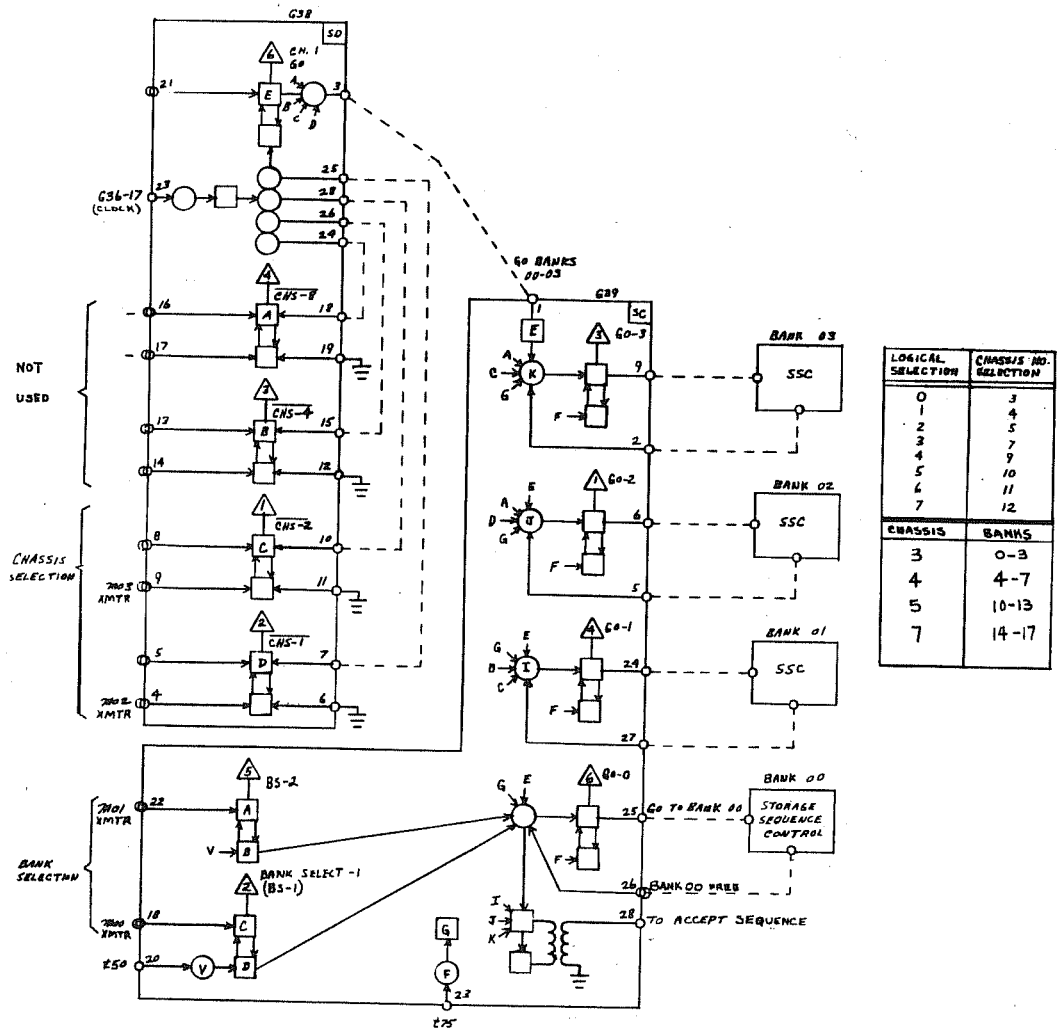 G38
SD
6
CH. 1
GO
21
E
A
B
C
D
3
25
23
G36-17
(CLOCK)
28
26
24
4
CHS-8
16
A
18
17
19
NOT
USED
3
CHS-4
13
B
15
14
12
1
CHS-2
8
C
10
CHASSIS
SELECTION
9
M03
XMTR
11
2
CHS-1
5
D
7
4
M02
XMTR
6
GO BANKS
00-03
G39
1
SC
E
3
GO-3
A
C
G
K
9
F
2
BANK 03
SSC
1
GO-2
E
A
D
G
J
6
F
5
BANK 02
SSC
4
GO-1
E
G
B
C
I
24
F
27
BANK 01
SSC
5
BS-2
M01
XMTR
22
A
V
B
BANK
SELECTION
2
BANK SELECT-1
(BS-1)
M00
XMTR
18
C
t50
20
V
D
6
GO-0
G
E
25
GO TO BANK 00
F
26
BANK 00 FREE
BANK 00
STORAGE
SEQUENCE
CONTROL
I
J
K
28
TO ACCEPT SEQUENCE
G
F
23
t75
LOGICAL SELECTION CHASSIS NO. SELECTION
0 3
1 4
2 5
3 7
4 9
5 10
6 11
7 12
CHASSIS BANKS
3 0-3
4 4-7
5 10-13
7 14-17